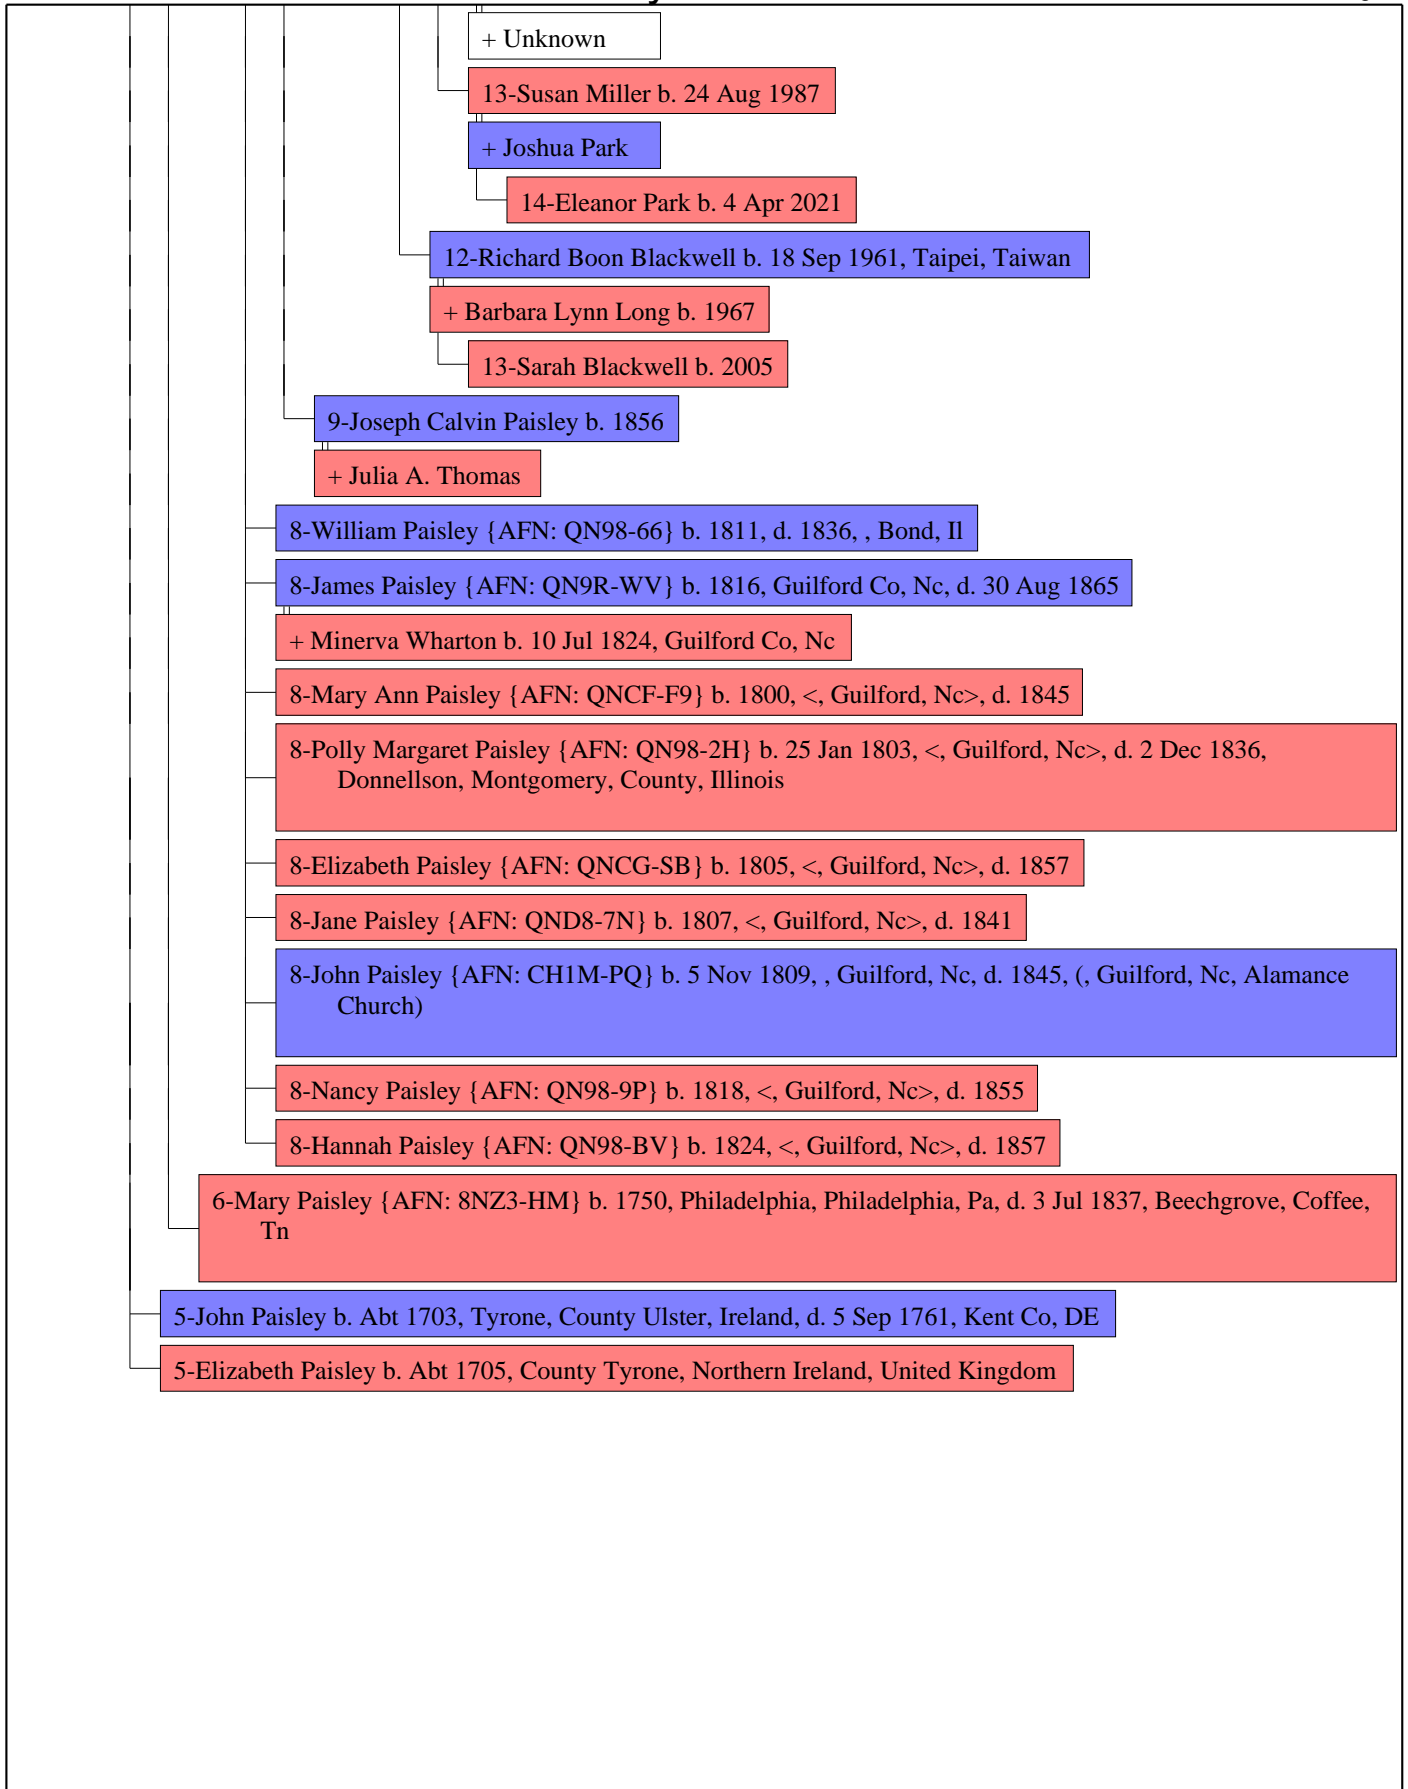 + Unknown
13-Susan Miller b. 24 Aug 1987
+ Joshua Park
14-Eleanor Park b. 4 Apr 2021
12-Richard Boon Blackwell b. 18 Sep 1961, Taipei, Taiwan
+ Barbara Lynn Long b. 1967
13-Sarah Blackwell b. 2005
9-Joseph Calvin Paisley b. 1856
+ Julia A. Thomas
8-William Paisley {AFN: QN98-66} b. 1811, d. 1836, , Bond, Il
8-James Paisley {AFN: QN9R-WV} b. 1816, Guilford Co, Nc, d. 30 Aug 1865
+ Minerva Wharton b. 10 Jul 1824, Guilford Co, Nc
8-Mary Ann Paisley {AFN: QNCF-F9} b. 1800, <, Guilford, Nc>, d. 1845
8-Polly Margaret Paisley {AFN: QN98-2H} b. 25 Jan 1803, <, Guilford, Nc>, d. 2 Dec 1836,
Donnellson, Montgomery, County, Illinois
8-Elizabeth Paisley {AFN: QNCG-SB} b. 1805, <, Guilford, Nc>, d. 1857
8-Jane Paisley {AFN: QND8-7N} b. 1807, <, Guilford, Nc>, d. 1841
8-John Paisley {AFN: CH1M-PQ} b. 5 Nov 1809, , Guilford, Nc, d. 1845, (, Guilford, Nc, Alamance
Church)
8-Nancy Paisley {AFN: QN98-9P} b. 1818, <, Guilford, Nc>, d. 1855
8-Hannah Paisley {AFN: QN98-BV} b. 1824, <, Guilford, Nc>, d. 1857
6-Mary Paisley {AFN: 8NZ3-HM} b. 1750, Philadelphia, Philadelphia, Pa, d. 3 Jul 1837, Beechgrove, Coffee,
Tn
5-John Paisley b. Abt 1703, Tyrone, County Ulster, Ireland, d. 5 Sep 1761, Kent Co, DE
5-Elizabeth Paisley b. Abt 1705, County Tyrone, Northern Ireland, United Kingdom